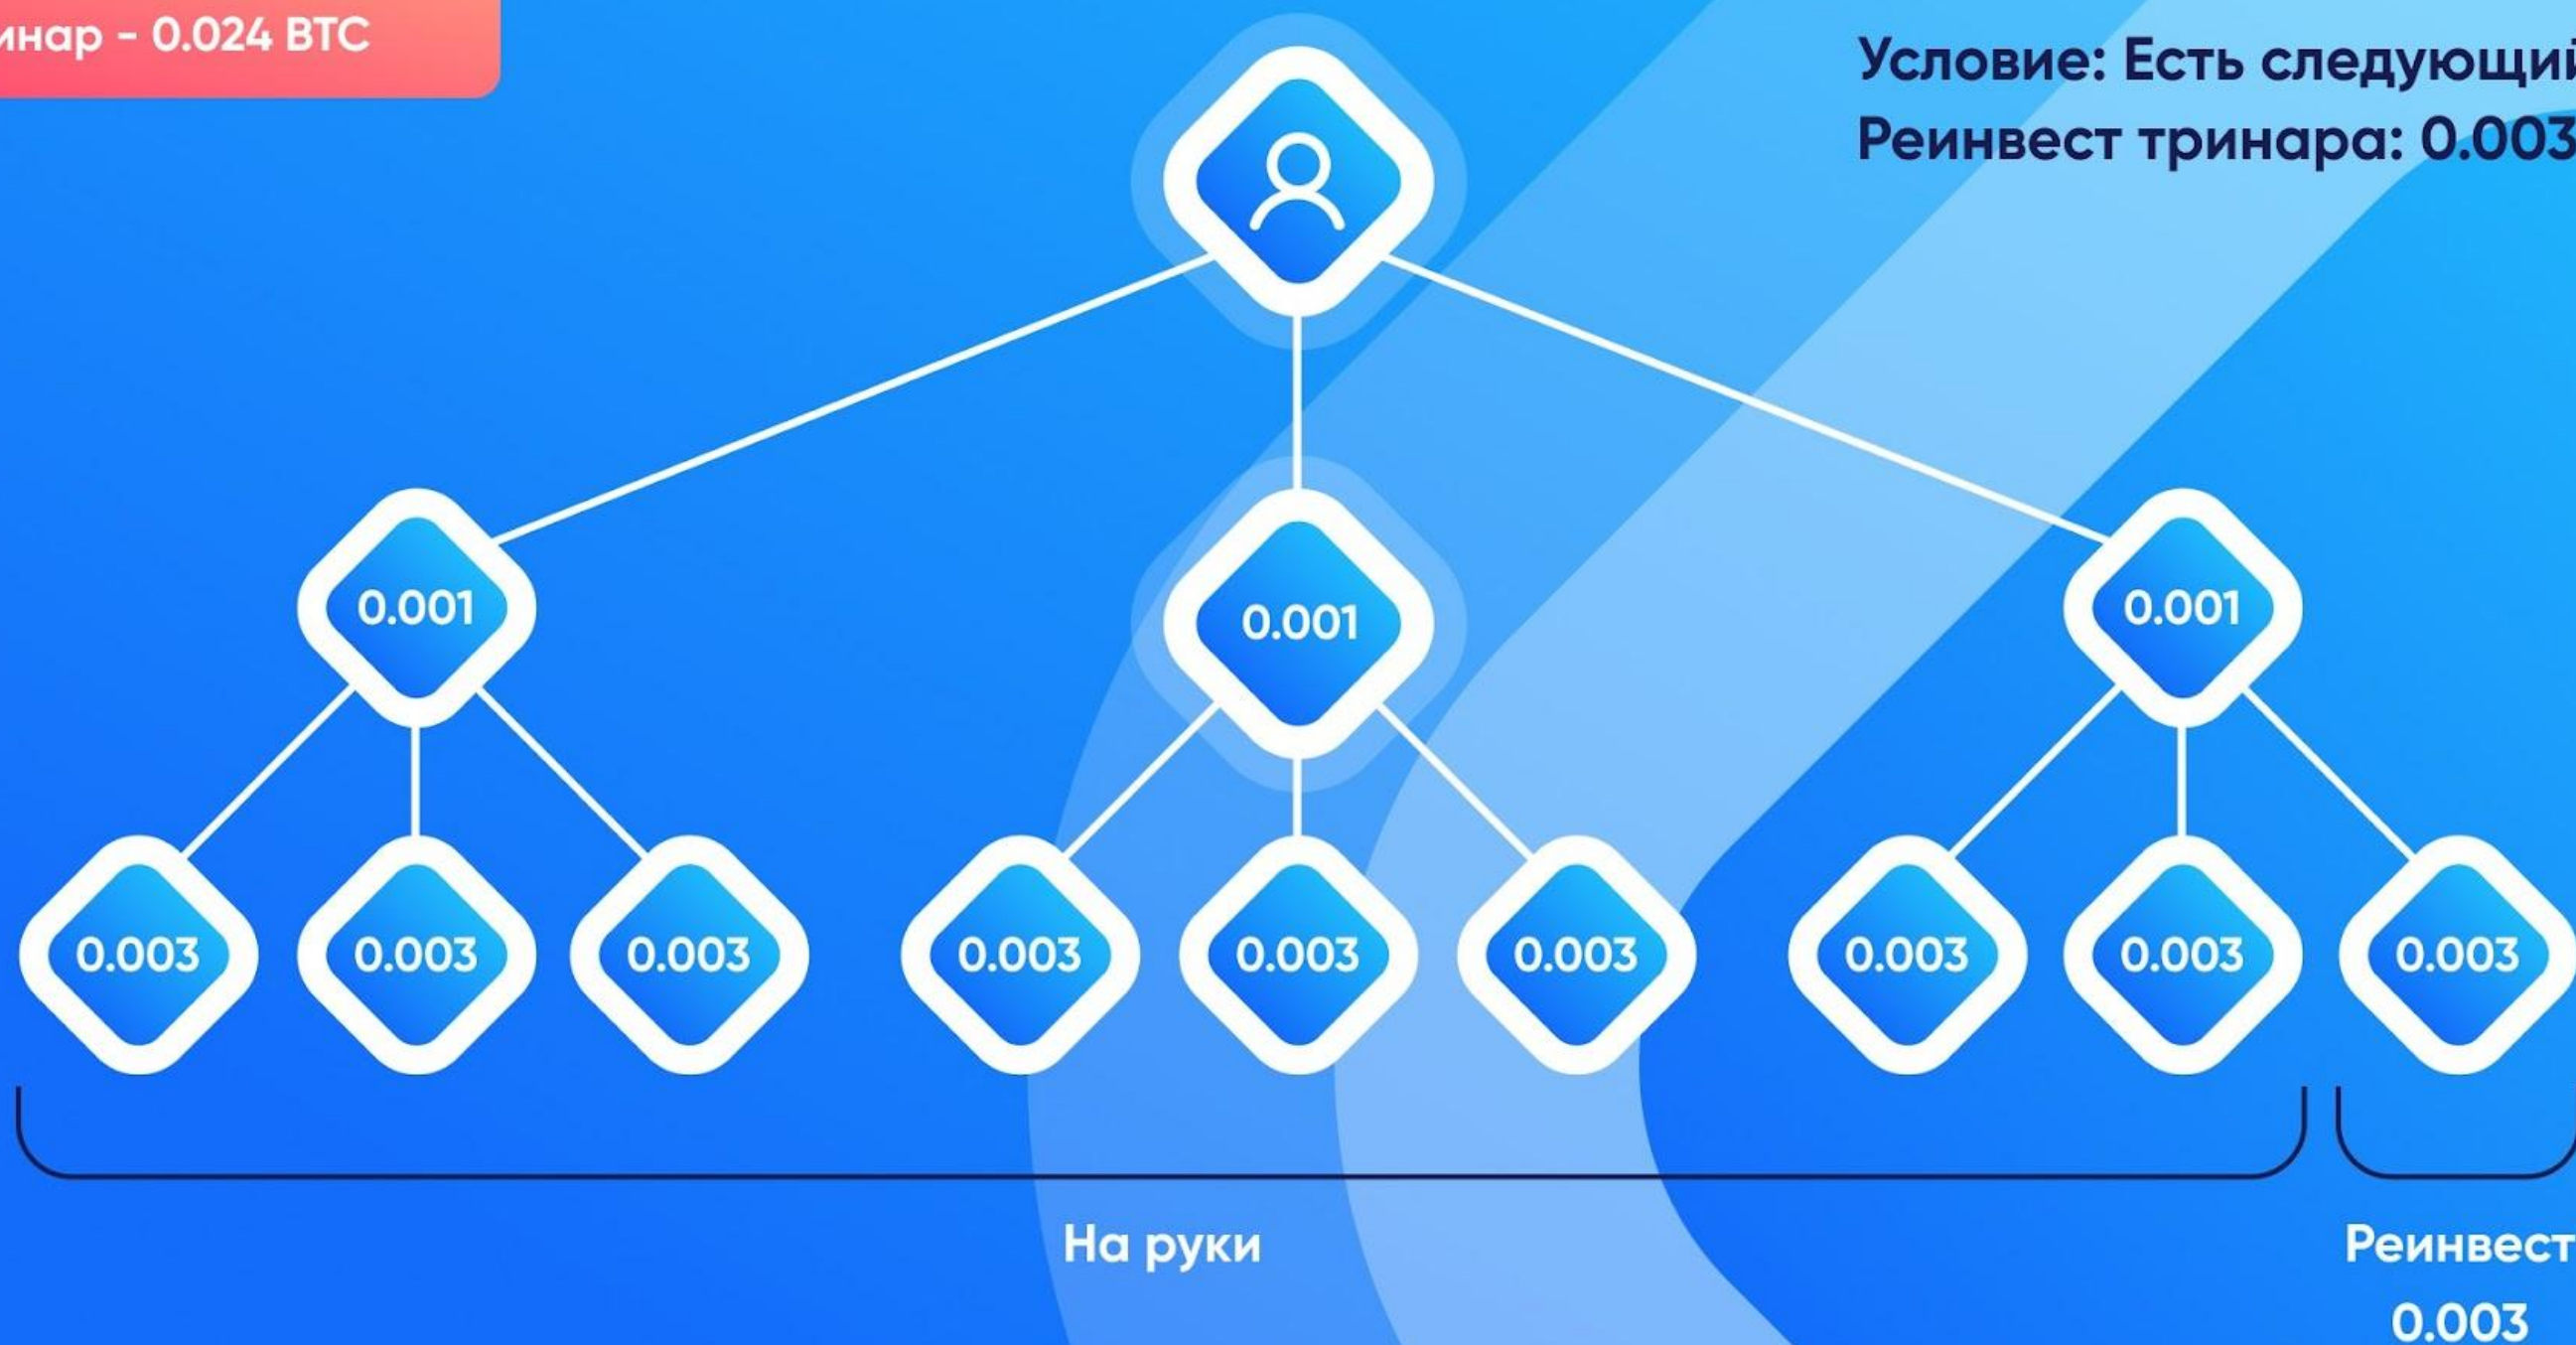 инар - 0.024 BTC
Условие: Есть следующий
Реинвест тринара: 0.003
0.001 0.001 0.001
0.003 0.003 0.003 0.003 0.003 0.003 0.003 0.003 0.003
На руки Реинвест
0.003